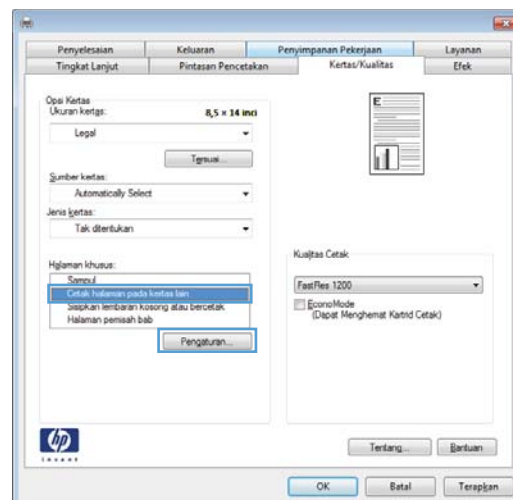 Penyelesaian Keluaran Penyimpanan Pekerjaan Layanan
Tingkat Lanjut Pintasan Pencetakan Kertas/Kualitas Efek
Opsi Kertas
Ukuran kertas: 8,5 × 14 inci
Legal
Tersuai...
Sumber kertas:
Automatically Select
Jenis kertas:
Tak ditentukan
Halaman khusus:
Sampul
Cetak halaman pada kertas lain
Sisipkan lembaran kosong atau bercetak
Halaman pemisah bab
Pengaturan...
E
Kualitas Cetak
FastRes 1200
EconoMode
(Dapat Menghemat Kartrid Cetak)
hp
invent
Tentang... Bantuan
OK Batal Terapkan